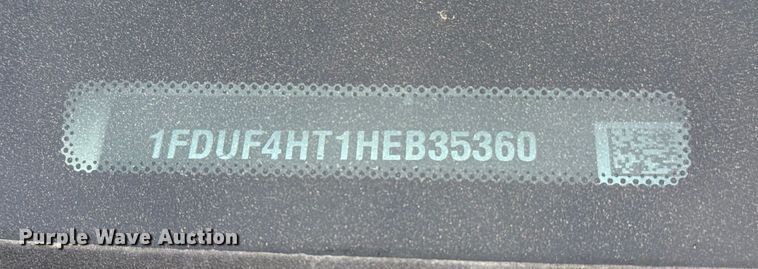 1FDUF4HT1HEB35360
Purple Wave Auction